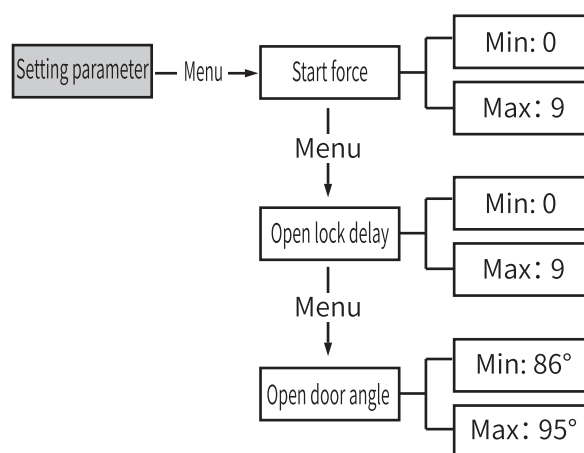 Setting parameter
Menu
Start force
Min: 0
Max: 9
Menu
Open lock delay
Min: 0
Max: 9
Menu
Open door angle
Min: 86°
Max: 95°